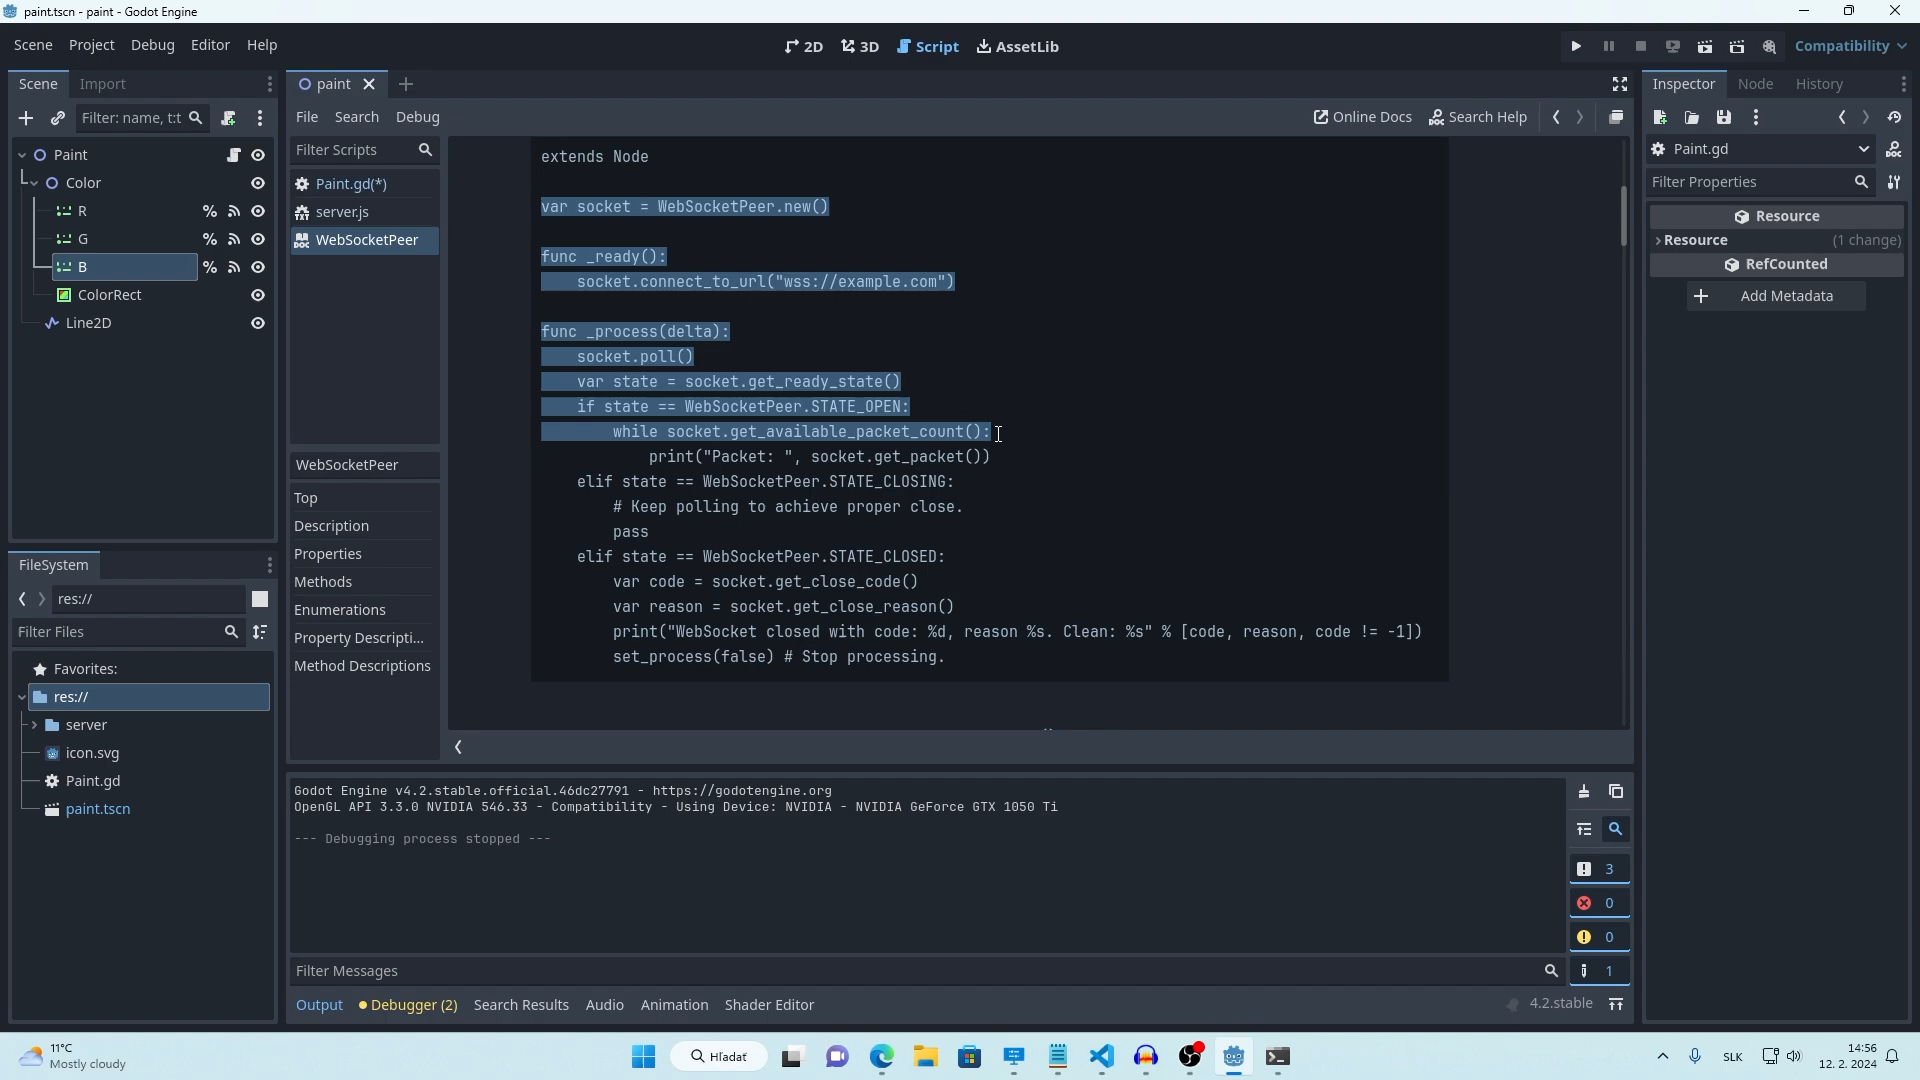 paint.tscn - paint - Godot Engine
Scene Project Debug Editor Help
2D 3D Script AssetLib
Compatibility
Scene Import
paint
Inspector Node History
Filter: name, t:t
File Search Debug
Online Docs Search Help
Filter Scripts
Paint.gd
Filter Properties
Paint
Color
R
G
B
ColorRect
Line2D
Paint.gd(*)
server.js
WebSocketPeer
Resource
Resource (1 change)
RefCounted
Add Metadata
extends Node
var socket = WebSocketPeer.new()
func _ready():
socket.connect_to_url("wss://example.com")
func _process(delta):
socket.poll()
var state = socket.get_ready_state()
if state == WebSocketPeer.STATE_OPEN:
while socket.get_available_packet_count():
print("Packet: ", socket.get_packet())
elif state == WebSocketPeer.STATE_CLOSING:
# Keep polling to achieve proper close.
pass
elif state == WebSocketPeer.STATE_CLOSED:
var code = socket.get_close_code()
var reason = socket.get_close_reason()
print("WebSocket closed with code: %d, reason %s. Clean: %s" % [code, reason, code != -1])
set_process(false) # Stop processing.
WebSocketPeer
Top
Description
Properties
Methods
Enumerations
Property Descripti...
Method Descriptions
FileSystem
res://
Filter Files
Favorites:
res://
server
icon.svg
Paint.gd
paint.tscn
Godot Engine v4.2.stable.official.46dc27791 - https://godotengine.org
OpenGL API 3.3.0 NVIDIA 546.33 - Compatibility - Using Device: NVIDIA - NVIDIA GeForce GTX 1050 Ti
--- Debugging process stopped ---
3
0
0
1
Filter Messages
Output Debugger (2) Search Results Audio Animation Shader Editor
4.2.stable
11°C
Mostly cloudy
Hľadať
SLK
14:56
12. 2. 2024